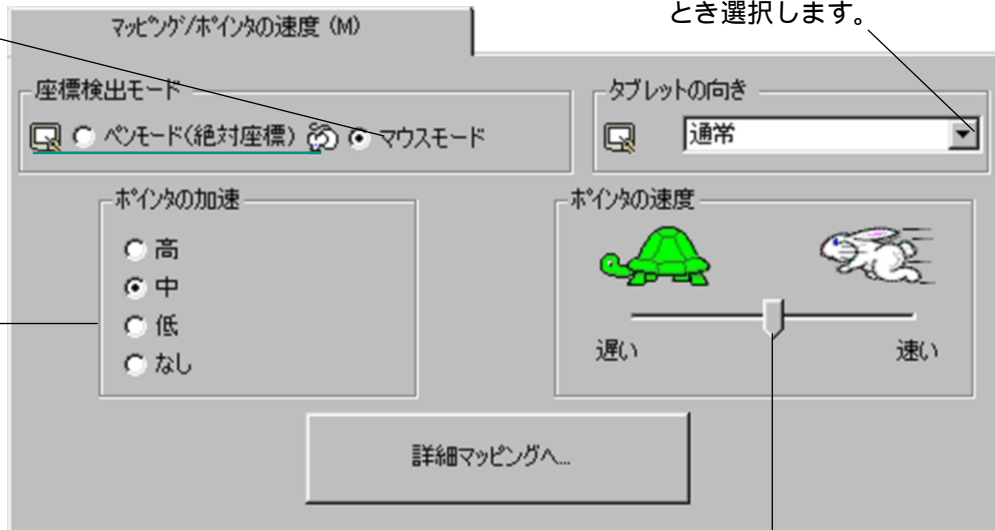 とき選択します。
マッピング/ポインタの速度 (M)
座標検出モード
タブレットの向き
ペンモード(絶対座標)
マウスモード
通常
ポインタの加速
ポインタの速度
高
中
低
なし
遅い
速い
詳細マッピングへ...